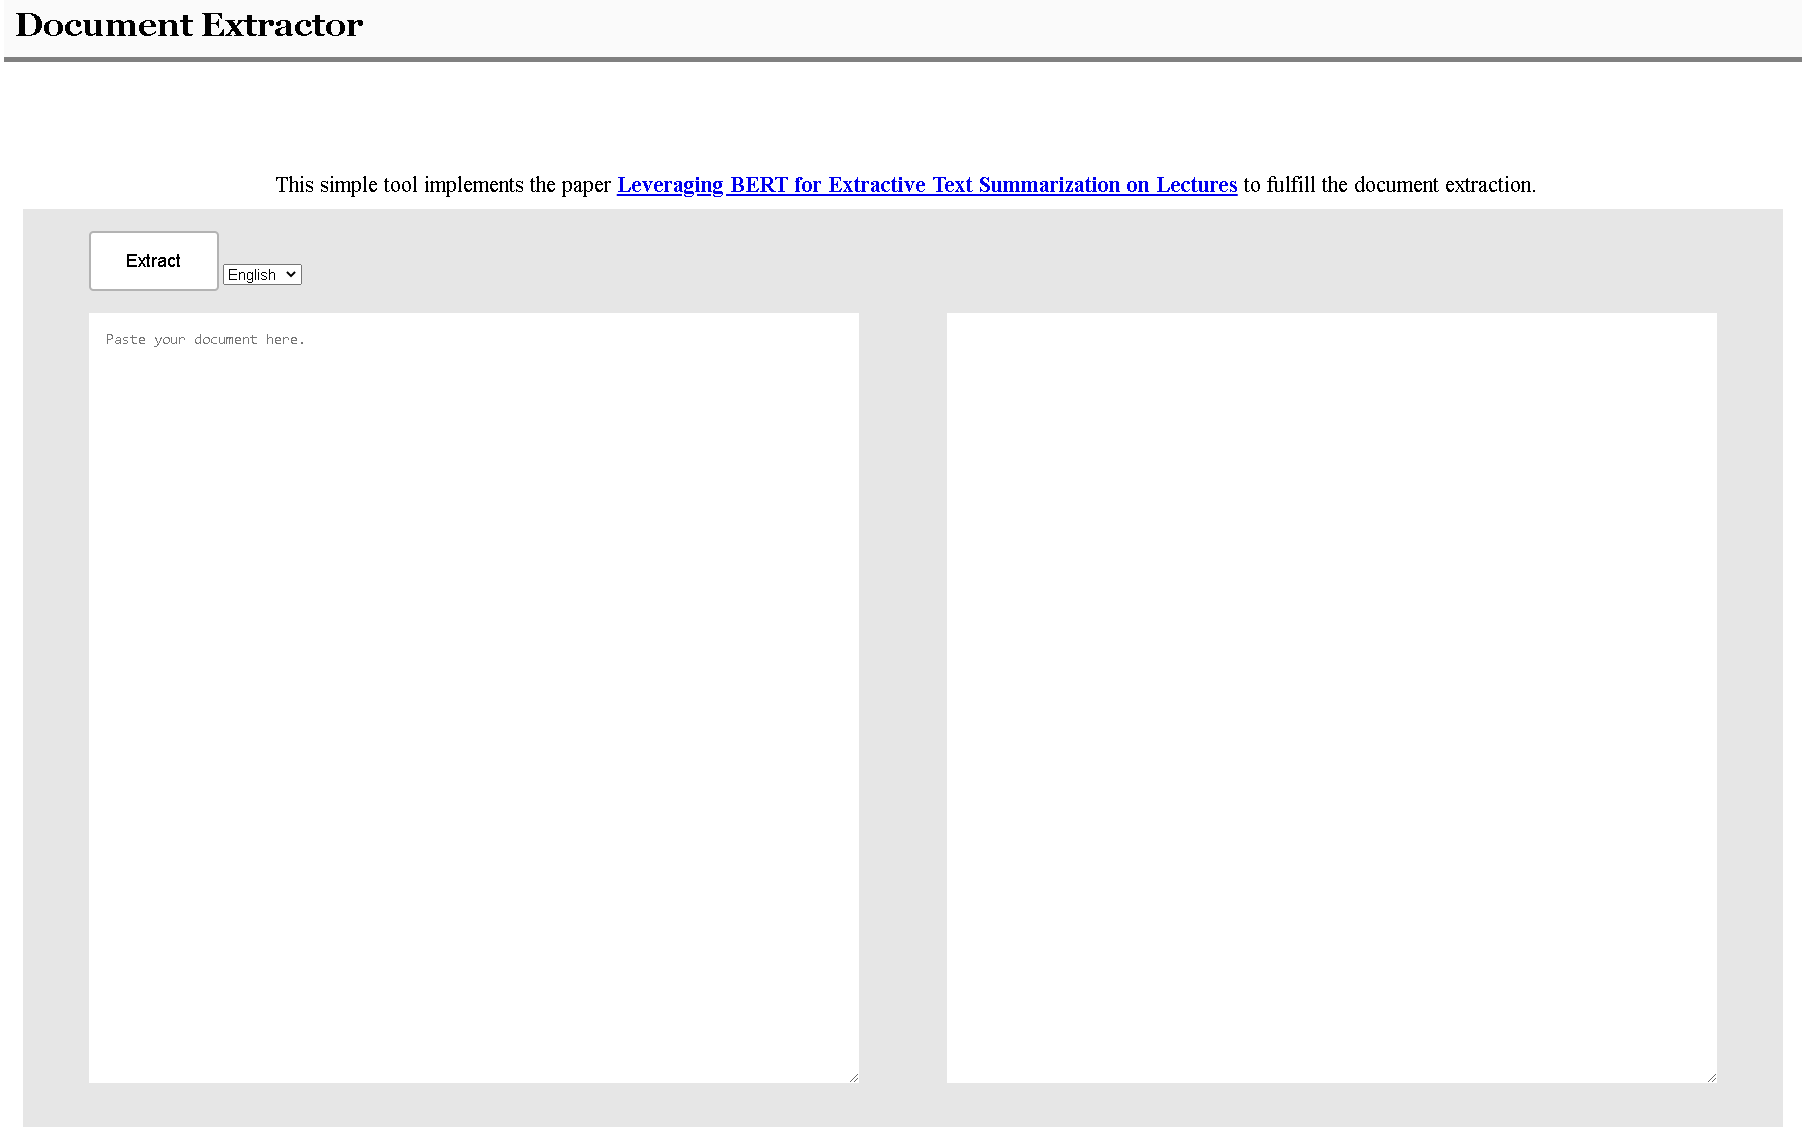 Document Extractor
This simple tool implements the paper Leveraging BERT for Extractive Text Summarization on Lectures to fulfill the document extraction.
Extract
English
Paste your document here.